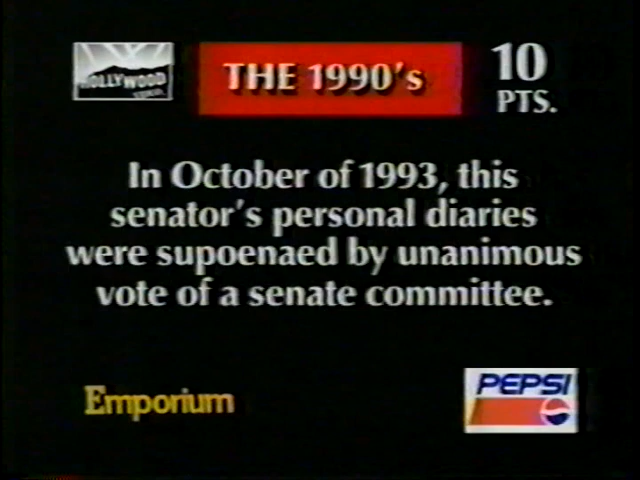 HOLLYWOOD
THE 1990's
10
PTS.
In October of 1993, this
senator's personal diaries
were supoenaed by unanimous
vote of a senate committee.
Emporium
PEPSI